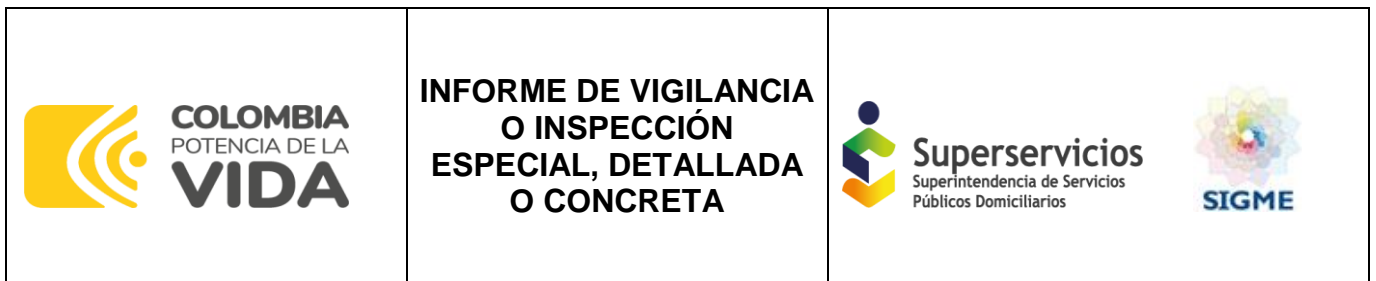 COLOMBIA
POTENCIA DE LA
VIDA
INFORME DE VIGILANCIA
O INSPECCIÓN
ESPECIAL, DETALLADA
O CONCRETA
Superservicios
Superintendencia de Servicios
Públicos Domiciliarios
SIGME